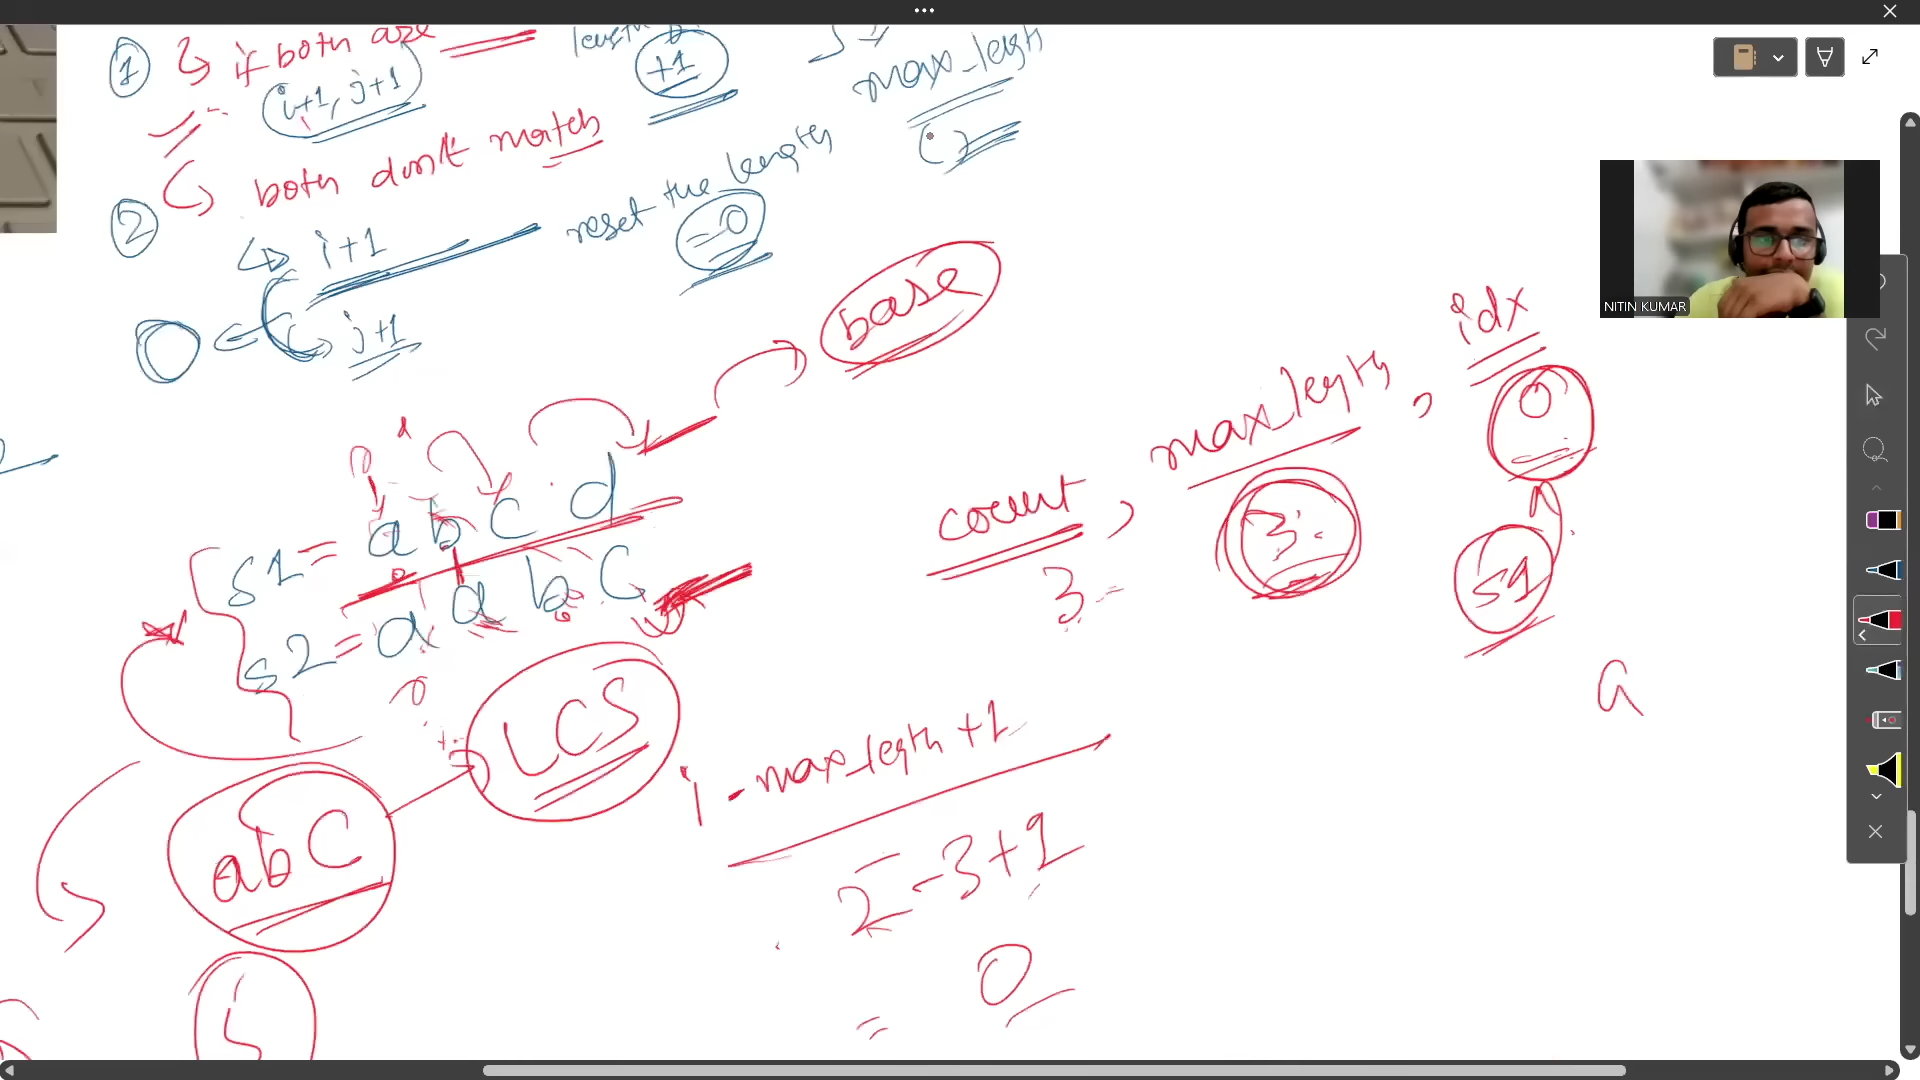 1 if both are length +1
i+1, j+1 max_length
2 both don't match
i+1 reset the length = 0
j+1
base
idx
NITIN KUMAR
count, max_length, 0
3 3 s1
s1 = a b c d
s2 = a a b c
a
LCS
i - max_length + 1
abc
2 - 3 + 1
= 0